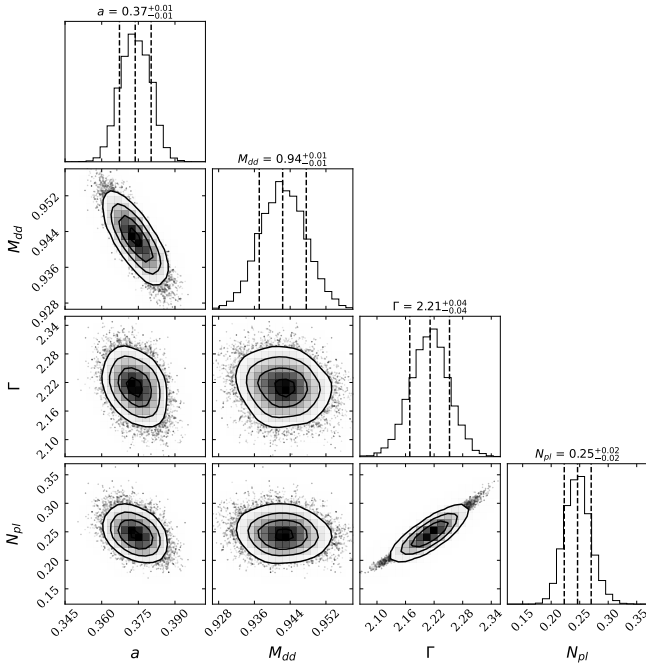 a = 0.37+0.01 −0.01
M_dd = 0.94+0.01 −0.01
M_dd
0.952
0.944
0.936
0.928
Γ = 2.21+0.04 −0.04
Γ
2.34
2.28
2.22
2.16
2.10
N_pl = 0.25+0.02 −0.02
N_pl
0.35
0.30
0.25
0.20
0.15
0.345 0.360 0.375 0.390 0.928 0.936 0.944 0.952 2.10 2.16 2.22 2.28 2.34 0.15 0.20 0.25 0.30 0.35
a M_dd Γ N_pl